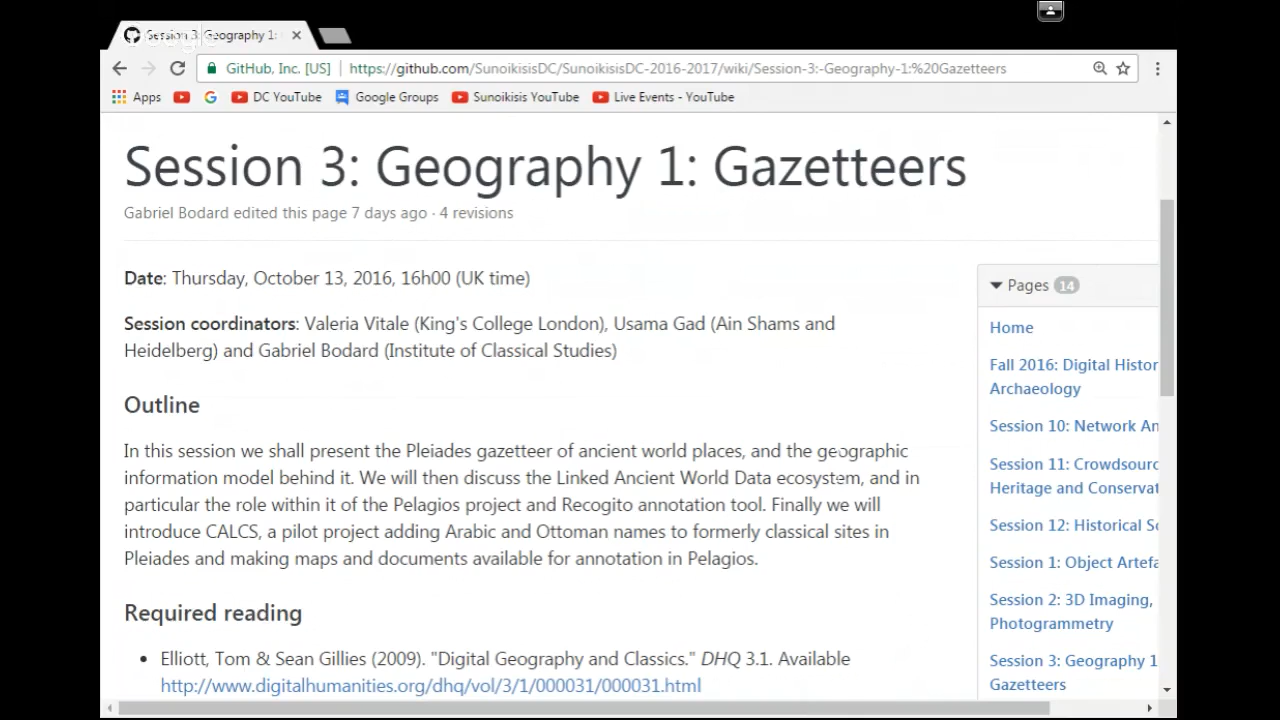 Session 3: Geography 1:
GitHub, Inc. [US]
https://github.com/SunoikisisDC/SunoikisisDC-2016-2017/wiki/Session-3:-Geography-1:%20Gazetteers
Apps
DC YouTube
Google Groups
Sunoikisis YouTube
Live Events - YouTube
Session 3: Geography 1: Gazetteers
Gabriel Bodard edited this page 7 days ago · 4 revisions
Date: Thursday, October 13, 2016, 16h00 (UK time)
Session coordinators: Valeria Vitale (King's College London), Usama Gad (Ain Shams and
Heidelberg) and Gabriel Bodard (Institute of Classical Studies)
Outline
In this session we shall present the Pleiades gazetteer of ancient world places, and the geographic
information model behind it. We will then discuss the Linked Ancient World Data ecosystem, and in
particular the role within it of the Pelagios project and Recogito annotation tool. Finally we will
introduce CALCS, a pilot project adding Arabic and Ottoman names to formerly classical sites in
Pleiades and making maps and documents available for annotation in Pelagios.
Required reading
• Elliott, Tom & Sean Gillies (2009). "Digital Geography and Classics." DHQ 3.1. Available
http://www.digitalhumanities.org/dhq/vol/3/1/000031/000031.html
Pages 14
Home
Fall 2016: Digital Histor
Archaeology
Session 10: Network An
Session 11: Crowdsourc
Heritage and Conservat
Session 12: Historical So
Session 1: Object Artefa
Session 2: 3D Imaging,
Photogrammetry
Session 3: Geography 1
Gazetteers